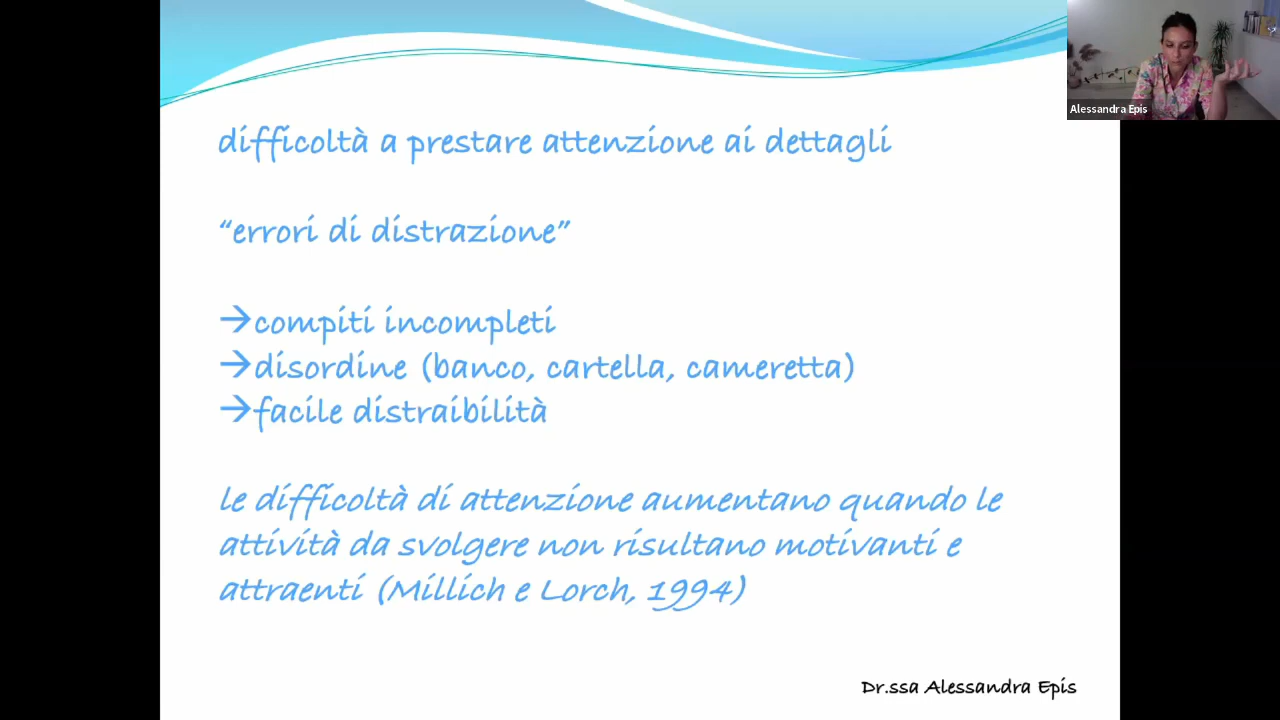 Alessandra Epis
difficoltà a prestare attenzione ai dettagli
“errori di distrazione”
→compiti incompleti
→disordine (banco, cartella, cameretta)
→facile distraibilità
le difficoltà di attenzione aumentano quando le
attività da svolgere non risultano motivanti e
attraenti (Millich e Lorch, 1994)
Dr.ssa Alessandra Epis